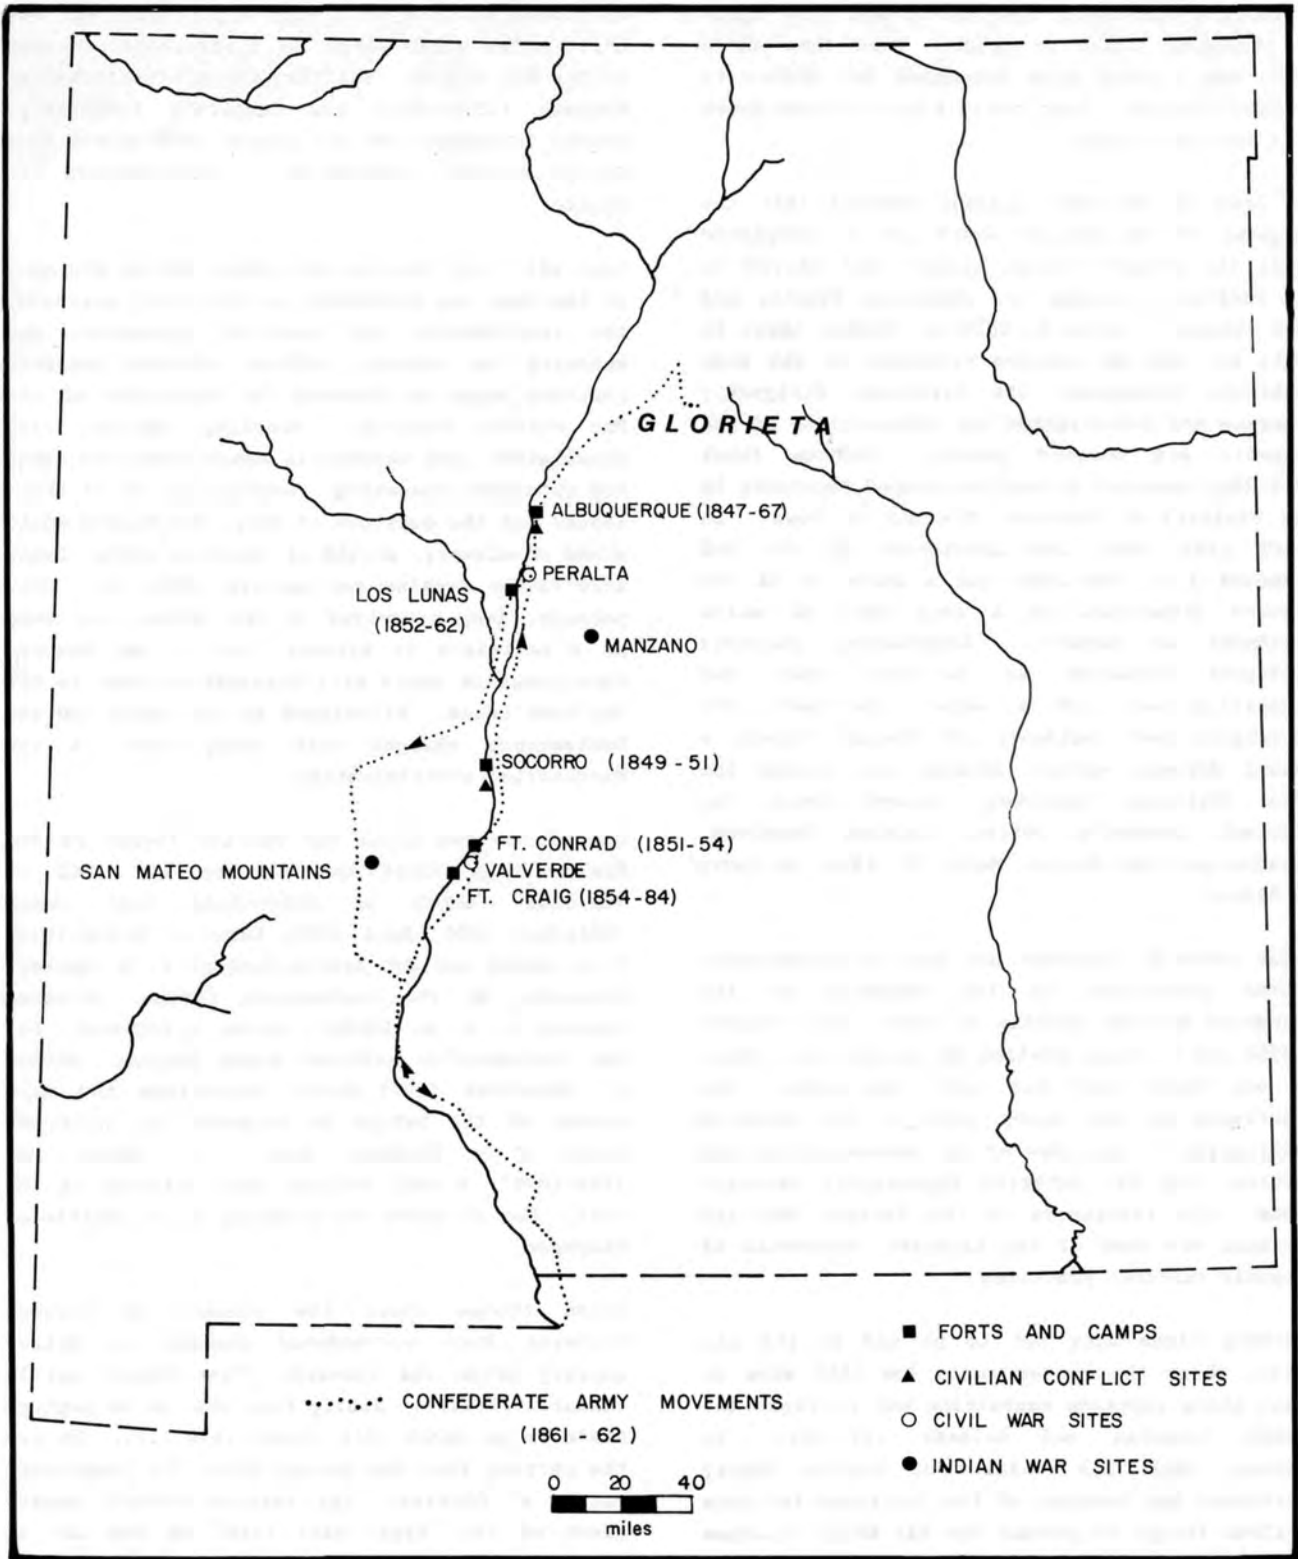 GLORIETA
ALBUQUERQUE (1847-67)
PERALTA
LOS LUNAS
(1852-62)
MANZANO
SOCORRO (1849-51)
FT. CONRAD (1851-54)
SAN MATEO MOUNTAINS
VALVERDE
FT. CRAIG (1854-84)
FORTS AND CAMPS
CIVILIAN CONFLICT SITES
CIVIL WAR SITES
INDIAN WAR SITES
CONFEDERATE ARMY MOVEMENTS
(1861-62)
0 20 40
miles